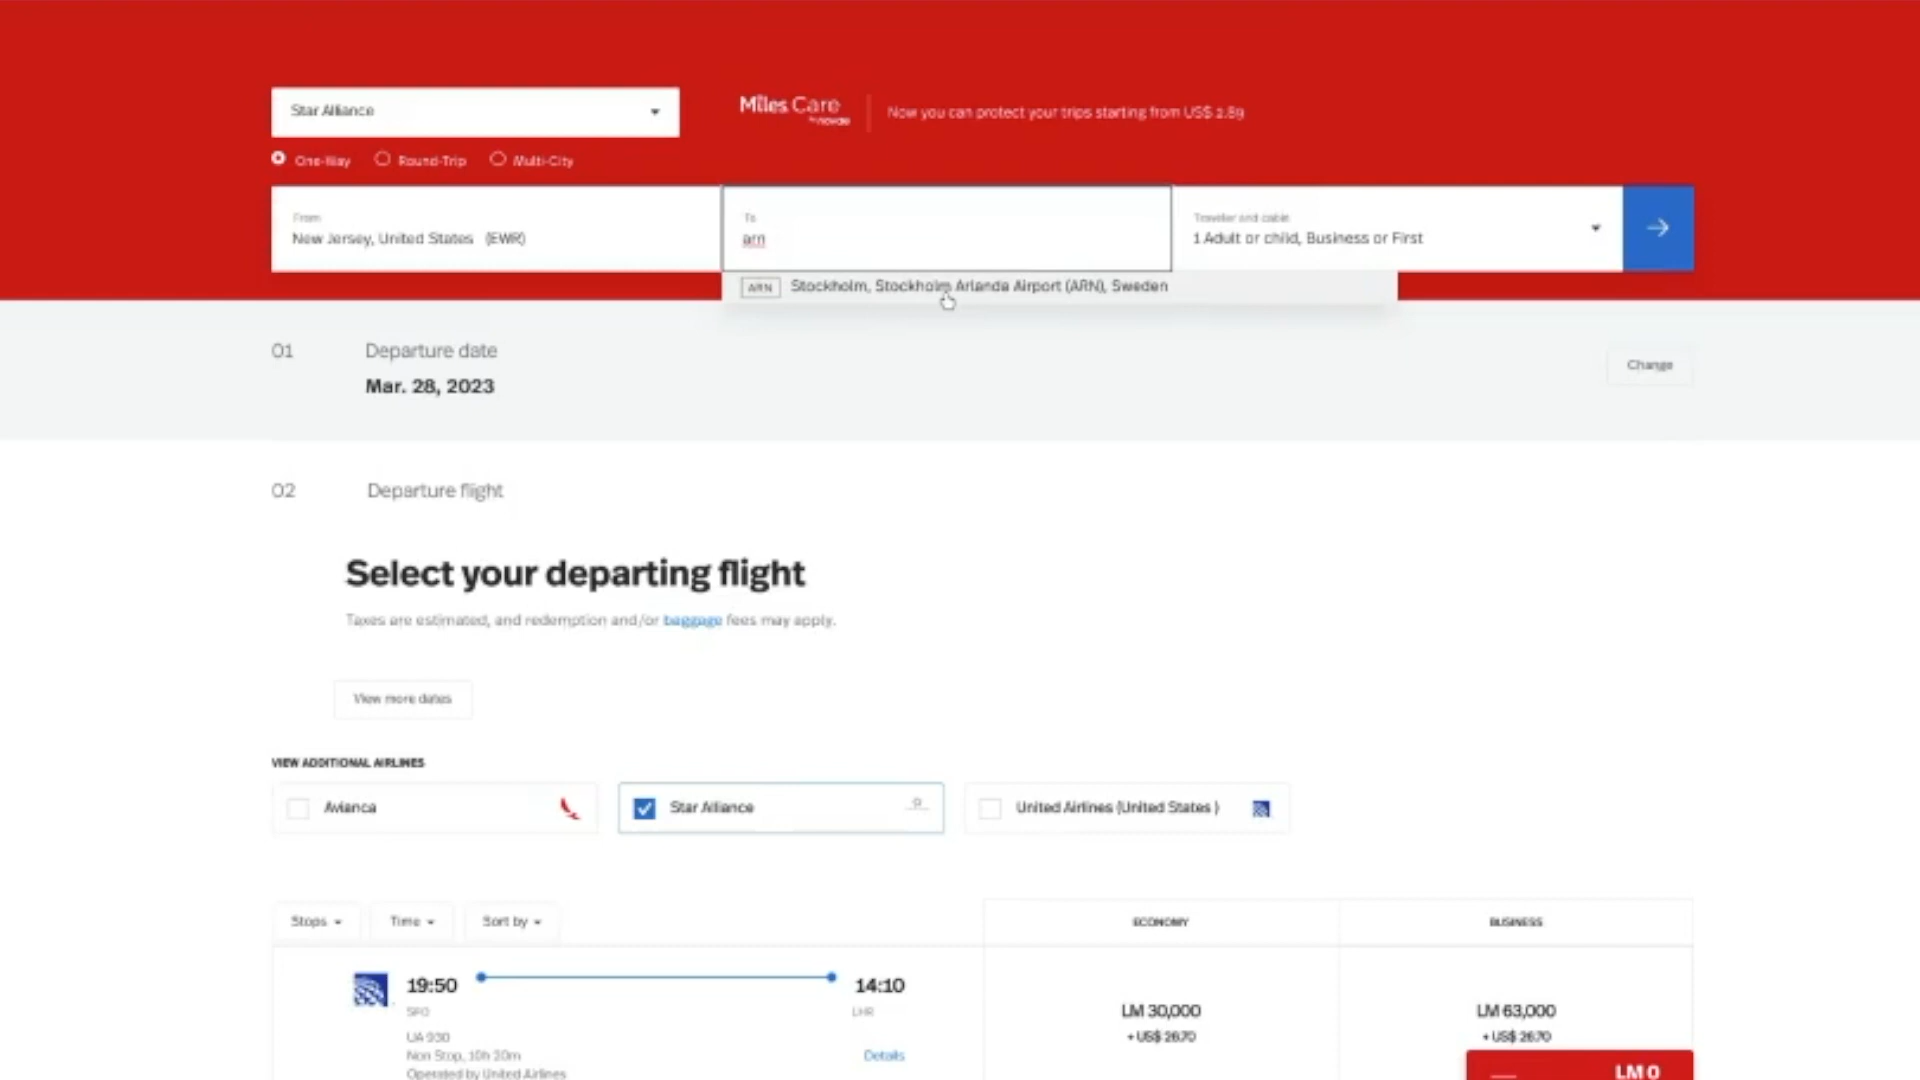 Star Alliance
Miles Care
by novae
Now you can protect your trips starting from US$ 2.89
One-Way Round-Trip Multi-City
From
New Jersey, United States (EWR)
To
arn
Traveler and cabin
1 Adult or child, Business or First
ARN Stockholm, Stockholm Arlanda Airport (ARN), Sweden
01 Departure date
Mar. 28, 2023
Change
02 Departure flight
Select your departing flight
Taxes are estimated, and redemption and/or baggage fees may apply.
View more dates
VIEW ADDITIONAL AIRLINES
Avianca
Star Alliance
United Airlines (United States )
Stops Time Sort by
ECONOMY BUSINESS
19:50 14:10
SFO LHR
UA 930
Non Stop, 10h 20m
Details
Operated by United Airlines
LM 30,000
+ US$ 26.70
LM 63,000
+ US$ 26.70
LM 0